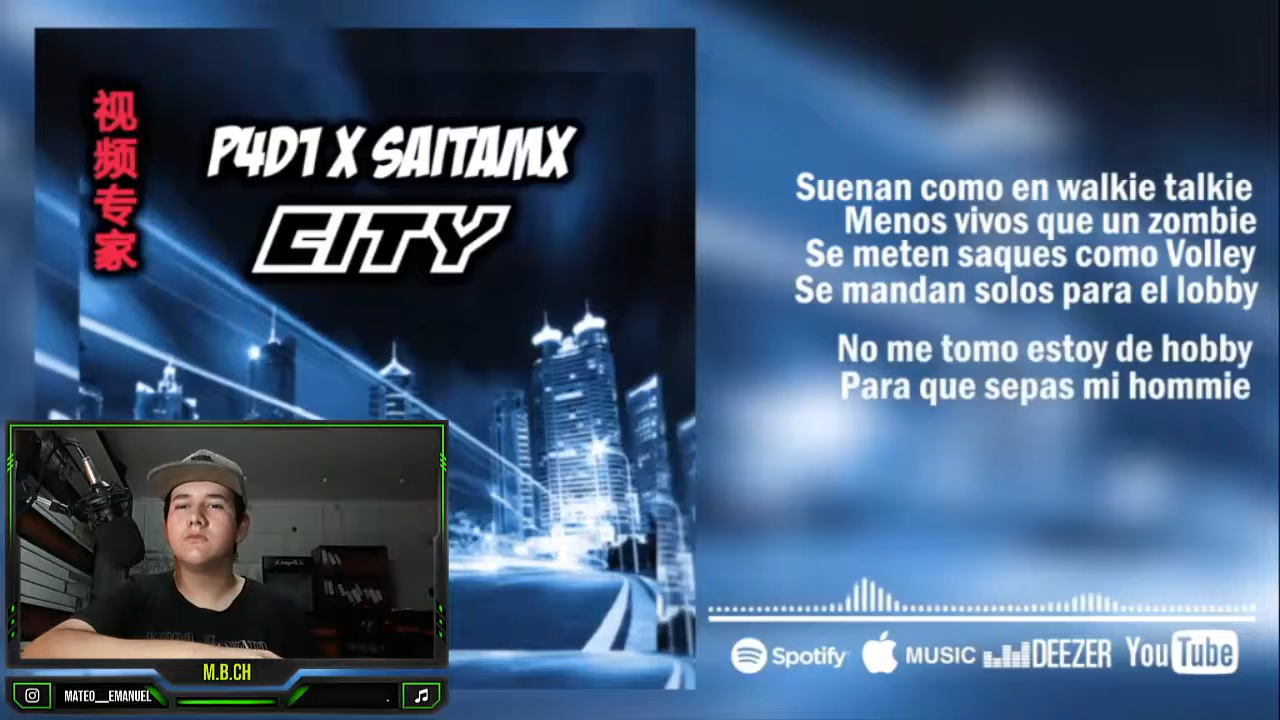 视频专家
P4D1 X SAITAMX
CITY
Suenan como en walkie talkie
Menos vivos que un zombie
Se meten saques como Volley
Se mandan solos para el lobby
No me tomo estoy de hobby
Para que sepas mi hommie
Spotify
MUSIC
DEEZER
YouTube
M.B.CH
MATEO__EMANUEL